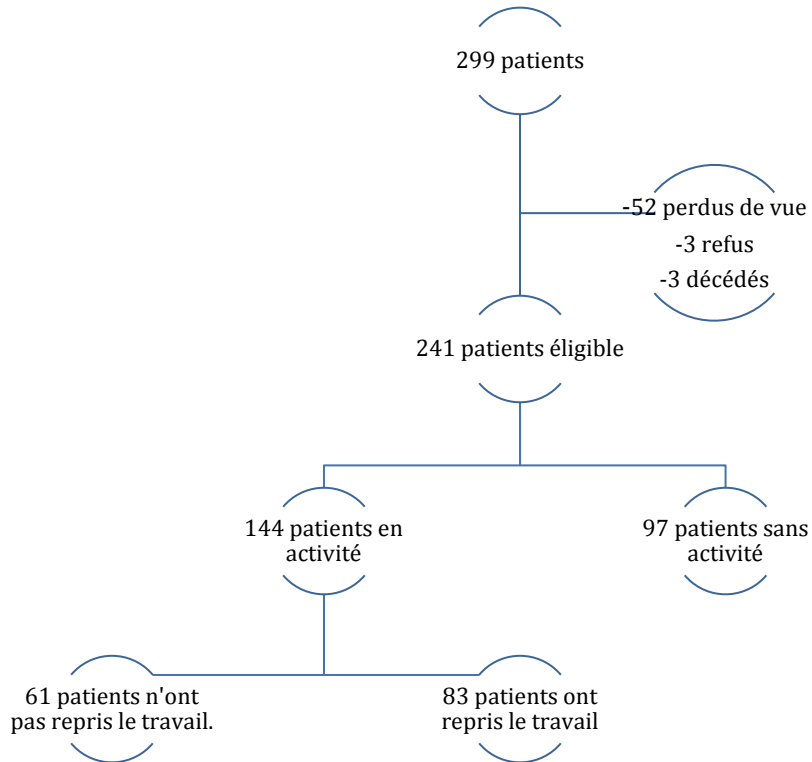 299 patients
-52 perdus de vue
-3 refus
-3 décédés
241 patients éligible
144 patients en
activité
97 patients sans
activité
61 patients n'ont
pas repris le travail.
83 patients ont
repris le travail